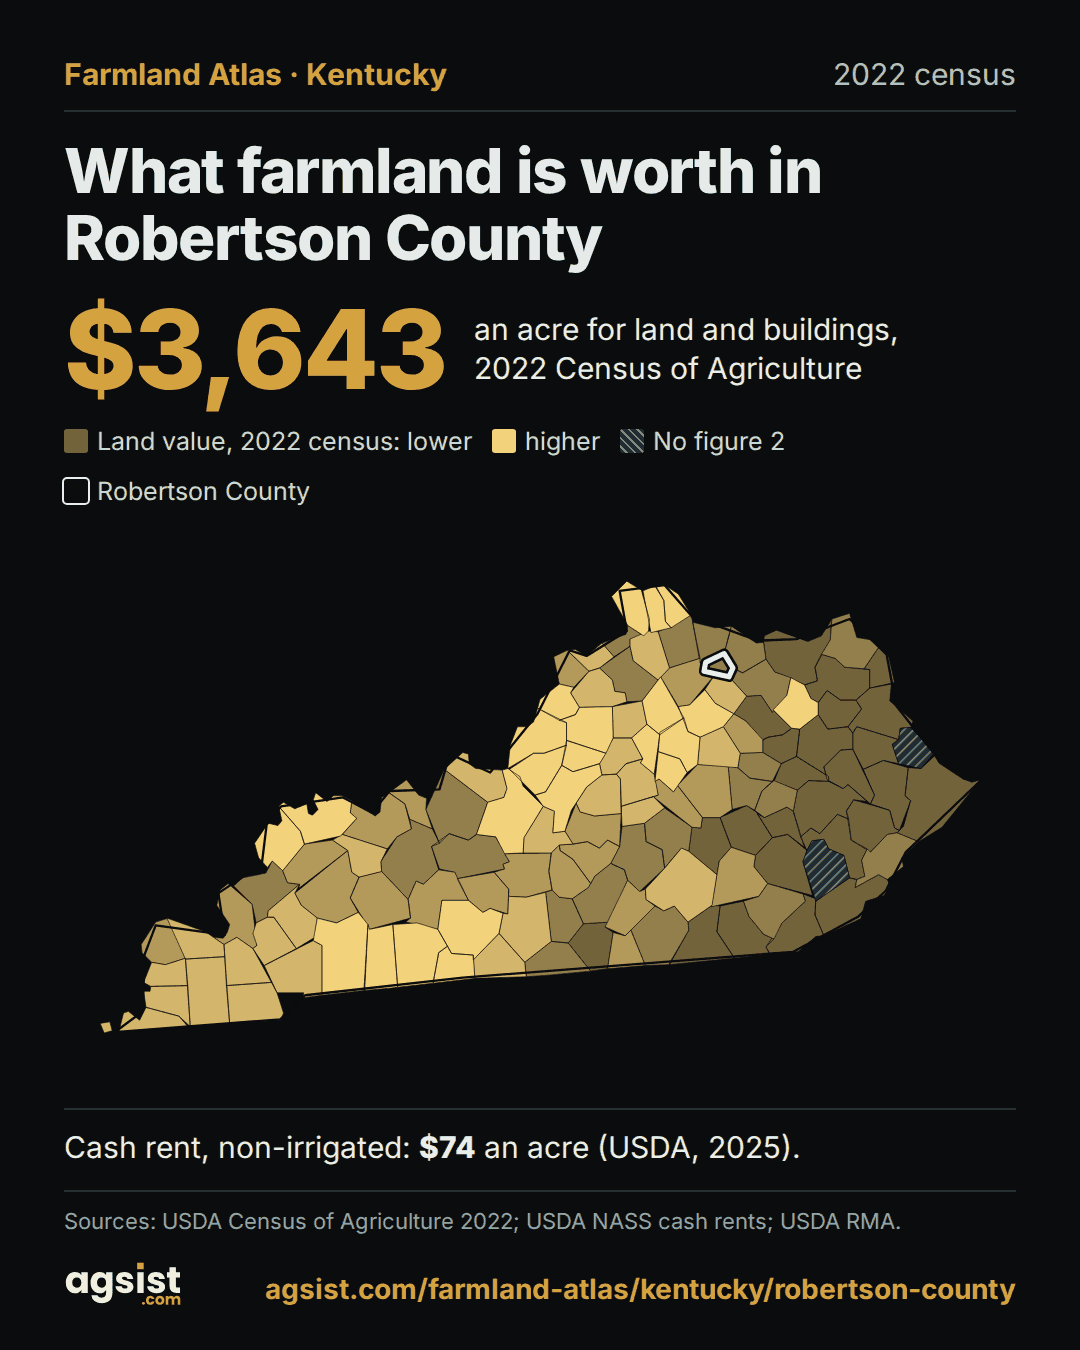 Farmland Atlas · Kentucky
2022 census
What farmland is worth in
Robertson County
$3,643
an acre for land and buildings,
2022 Census of Agriculture
Land value, 2022 census: lower
higher
No figure 2
Robertson County
Cash rent, non-irrigated: $74 an acre (USDA, 2025).
Sources: USDA Census of Agriculture 2022; USDA NASS cash rents; USDA RMA.
agsist
.com
agsist.com/farmland-atlas/kentucky/robertson-county